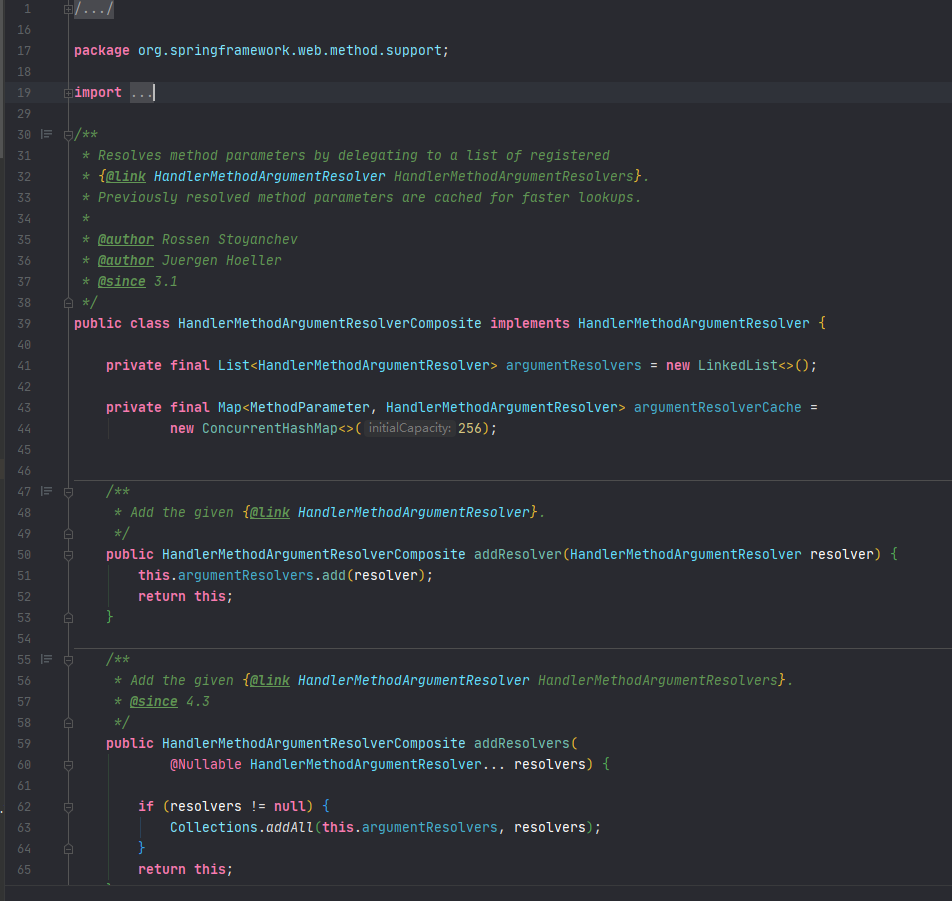 1 /.../
16
17 package org.springframework.web.method.support;
18
19 import ...
29
30 /**
31  * Resolves method parameters by delegating to a list of registered
32  * {@link HandlerMethodArgumentResolver HandlerMethodArgumentResolvers}.
33  * Previously resolved method parameters are cached for faster lookups.
34  *
35  * @author Rossen Stoyanchev
36  * @author Juergen Hoeller
37  * @since 3.1
38  */
39 public class HandlerMethodArgumentResolverComposite implements HandlerMethodArgumentResolver {
40
41     private final List<HandlerMethodArgumentResolver> argumentResolvers = new LinkedList<>();
42
43     private final Map<MethodParameter, HandlerMethodArgumentResolver> argumentResolverCache =
44             new ConcurrentHashMap<>( initialCapacity: 256);
45
46
47     /**
48      * Add the given {@link HandlerMethodArgumentResolver}.
49      */
50     public HandlerMethodArgumentResolverComposite addResolver(HandlerMethodArgumentResolver resolver) {
51         this.argumentResolvers.add(resolver);
52         return this;
53     }
54
55     /**
56      * Add the given {@link HandlerMethodArgumentResolver HandlerMethodArgumentResolvers}.
57      * @since 4.3
58      */
59     public HandlerMethodArgumentResolverComposite addResolvers(
60             @Nullable HandlerMethodArgumentResolver... resolvers) {
61
62         if (resolvers != null) {
63             Collections.addAll(this.argumentResolvers, resolvers);
64         }
65         return this;